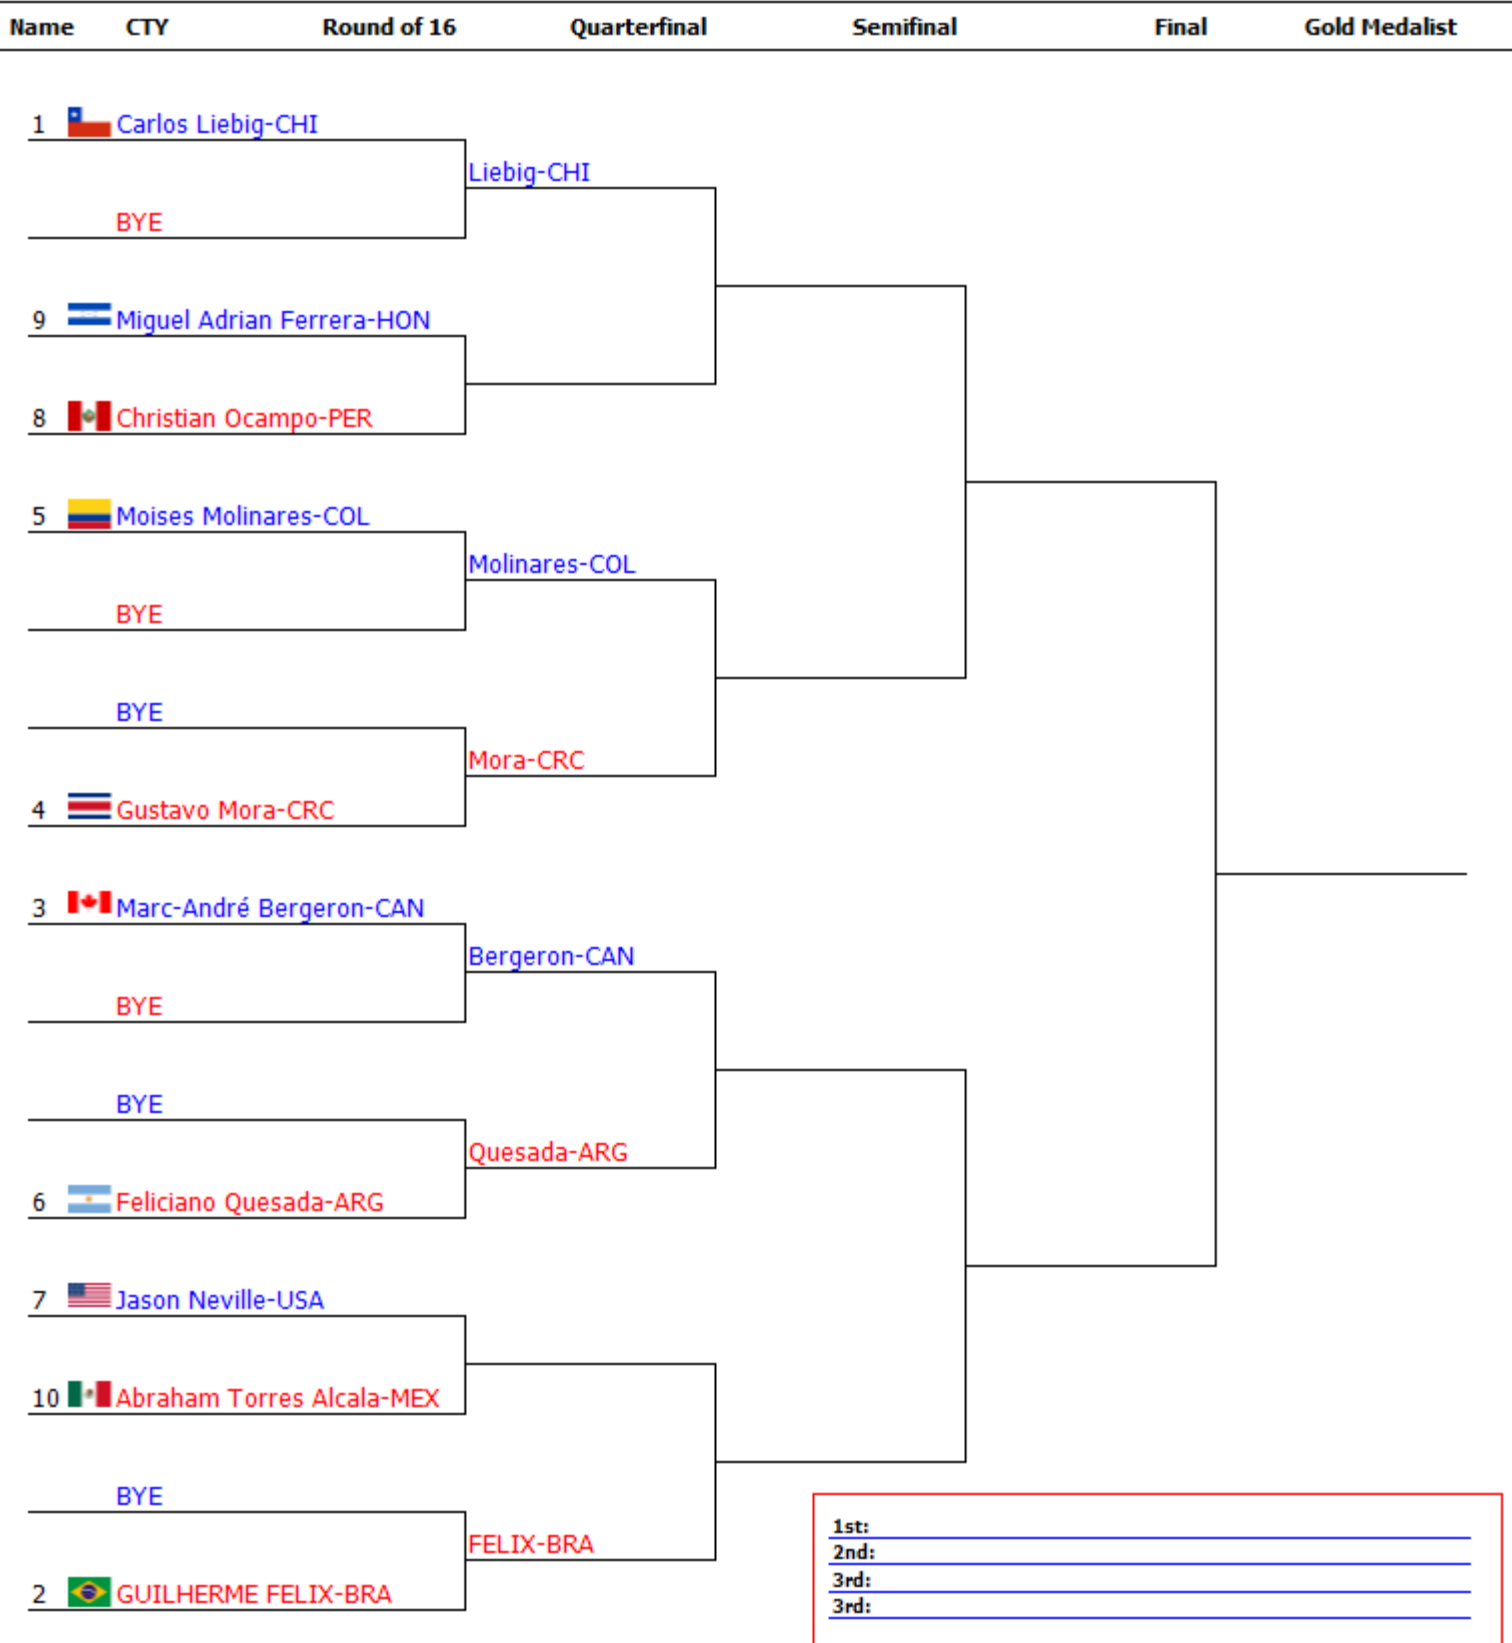 Name CTY Round of 16 Quarterfinal Semifinal Final Gold Medalist
1 Carlos Liebig-CHI
Liebig-CHI
BYE
9 Miguel Adrian Ferrera-HON
8 Christian Ocampo-PER
5 Moises Molinares-COL
Molinares-COL
BYE
BYE
Mora-CRC
4 Gustavo Mora-CRC
3 Marc-André Bergeron-CAN
Bergeron-CAN
BYE
BYE
Quesada-ARG
6 Feliciano Quesada-ARG
7 Jason Neville-USA
10 Abraham Torres Alcala-MEX
BYE
FELIX-BRA
2 GUILHERME FELIX-BRA
1st:
2nd:
3rd:
3rd: